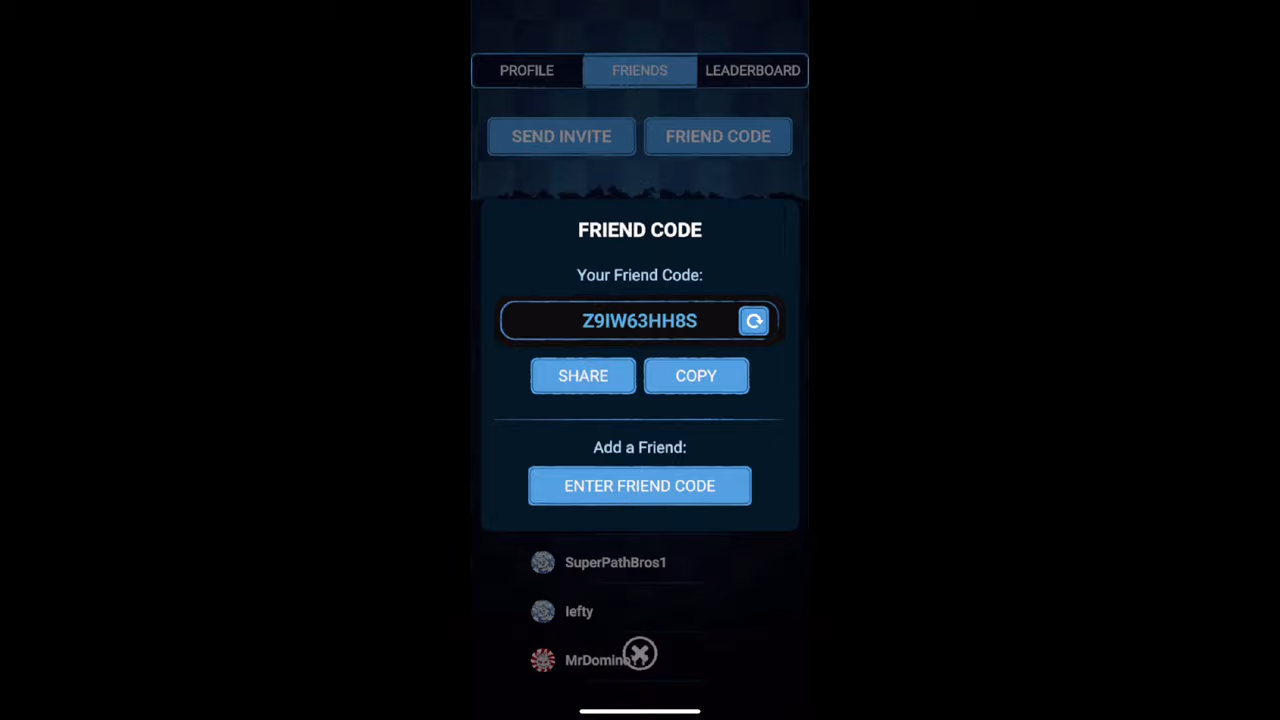 PROFILE FRIENDS LEADERBOARD
SEND INVITE FRIEND CODE
FRIEND CODE
Your Friend Code:
Z9IW63HH8S
SHARE COPY
Add a Friend:
ENTER FRIEND CODE
SuperPathBros1
lefty